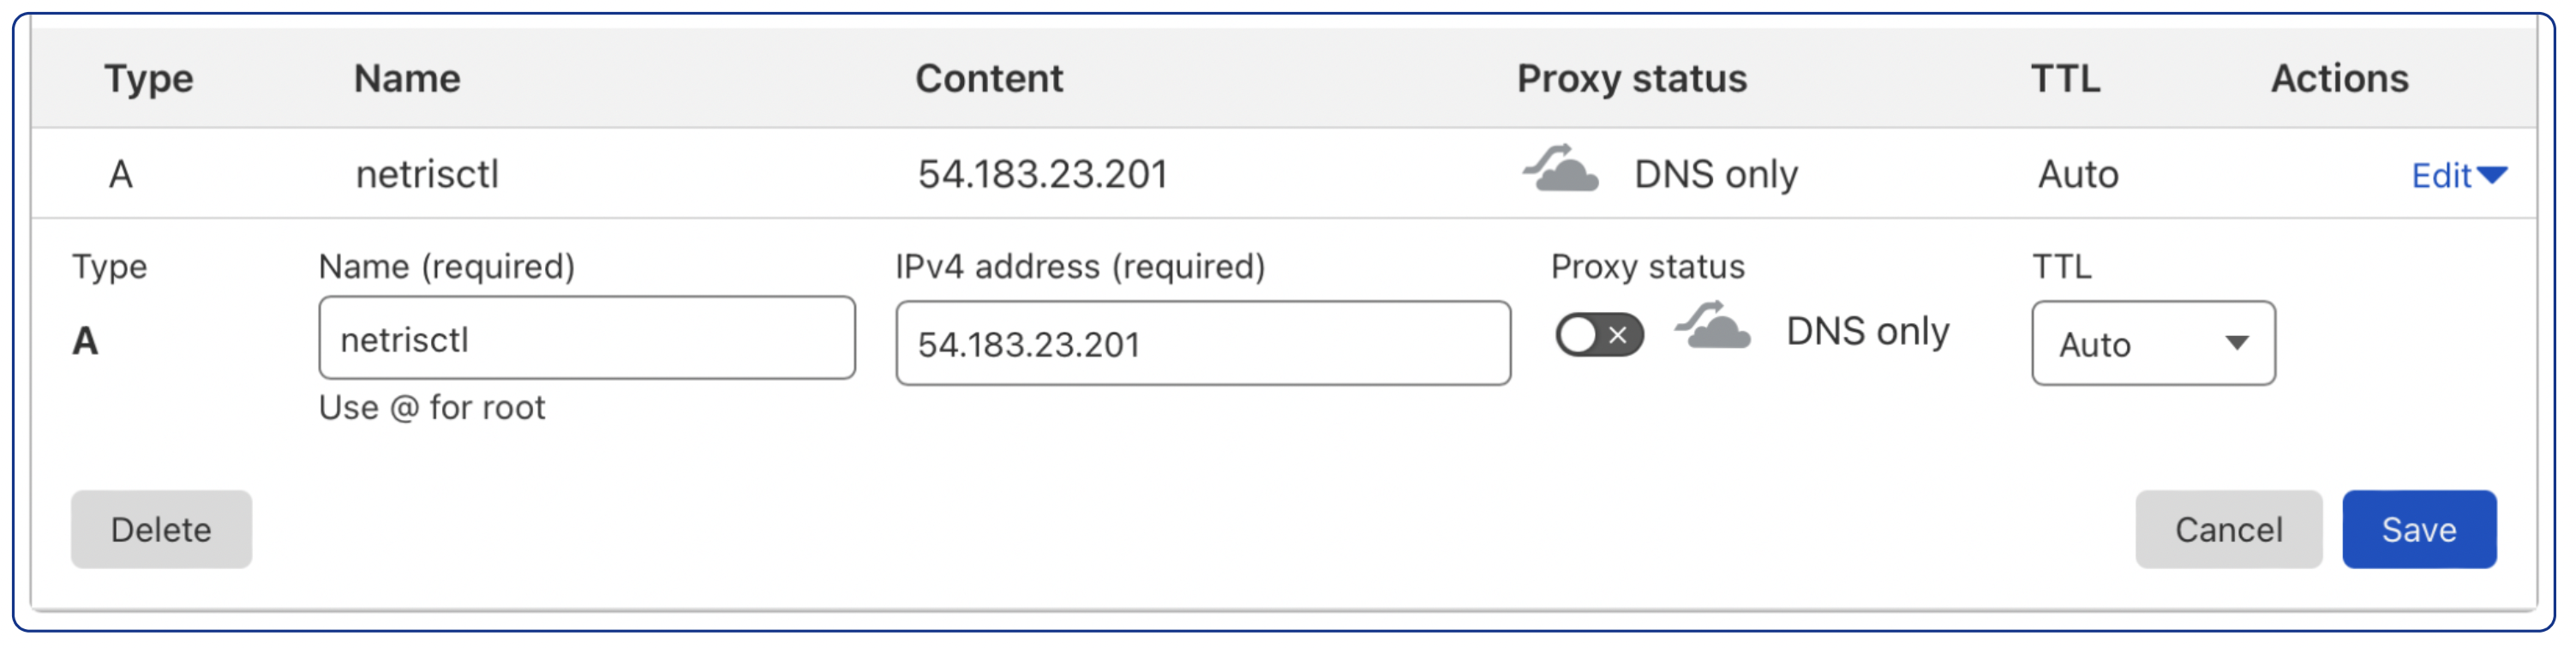 Type Name Content Proxy status TTL Actions
A netrisctl 54.183.23.201 DNS only Auto Edit
Type Name (required) IPv4 address (required) Proxy status TTL
A netrisctl 54.183.23.201 DNS only Auto
Use @ for root
Delete Cancel Save